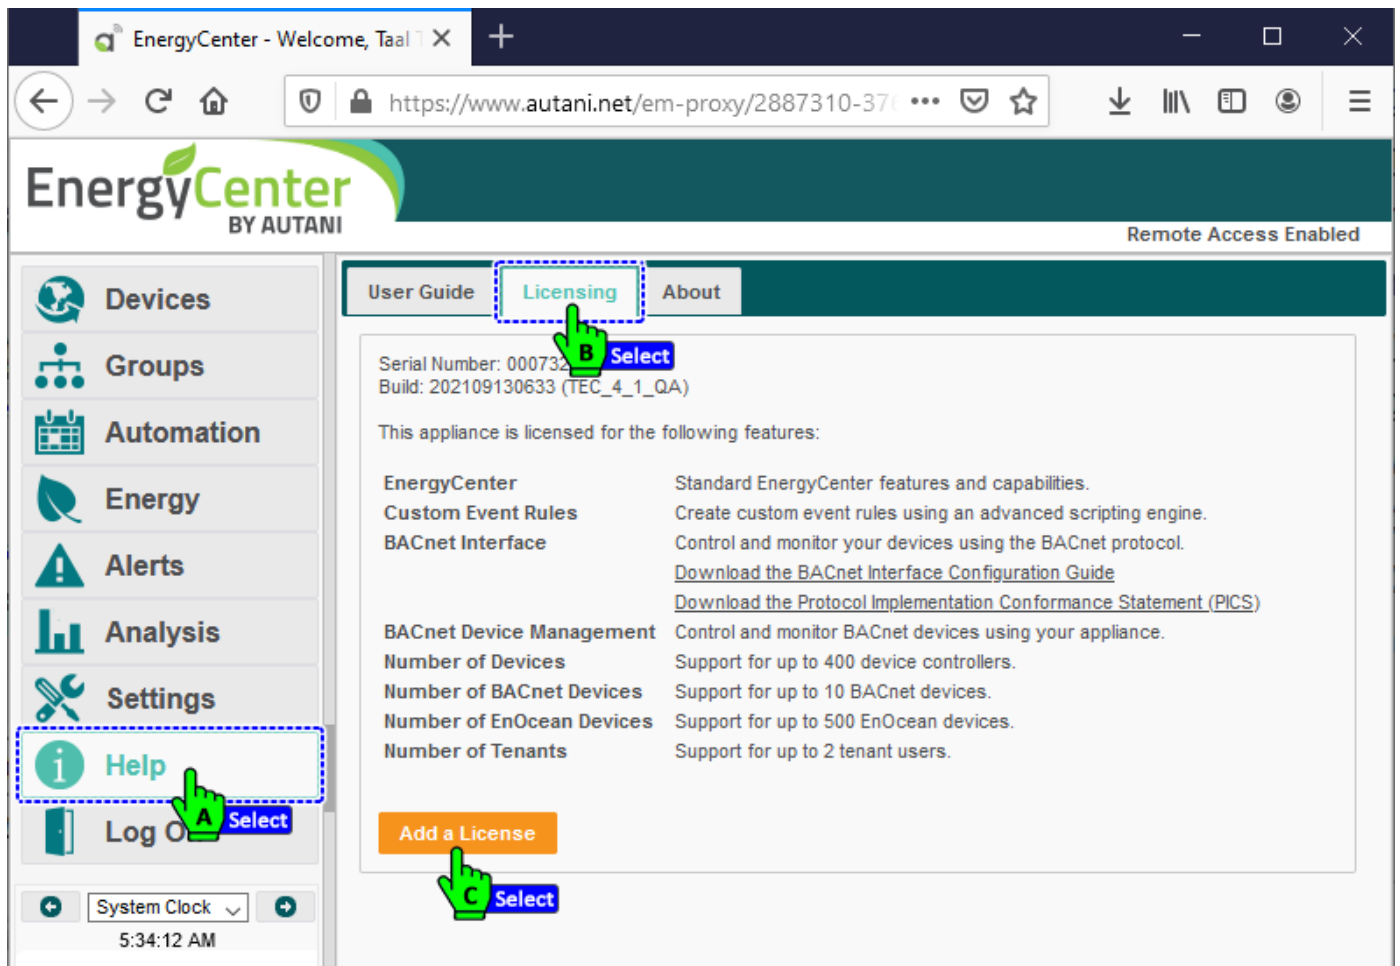 EnergyCenter - Welcome, Taal
https://www.autani.net/em-proxy/2887310-376
EnergyCenter
BY AUTANI
Remote Access Enabled
Devices
Groups
Automation
Energy
Alerts
Analysis
Settings
Help
A Select
Log O
System Clock
5:34:12 AM
User Guide Licensing About
B Select
Serial Number: 000732
Build: 202109130633 (TEC_4_1_QA)
This appliance is licensed for the following features:
EnergyCenter Standard EnergyCenter features and capabilities.
Custom Event Rules Create custom event rules using an advanced scripting engine.
BACnet Interface Control and monitor your devices using the BACnet protocol.
Download the BACnet Interface Configuration Guide
Download the Protocol Implementation Conformance Statement (PICS)
BACnet Device Management Control and monitor BACnet devices using your appliance.
Number of Devices Support for up to 400 device controllers.
Number of BACnet Devices Support for up to 10 BACnet devices.
Number of EnOcean Devices Support for up to 500 EnOcean devices.
Number of Tenants Support for up to 2 tenant users.
Add a License
C Select